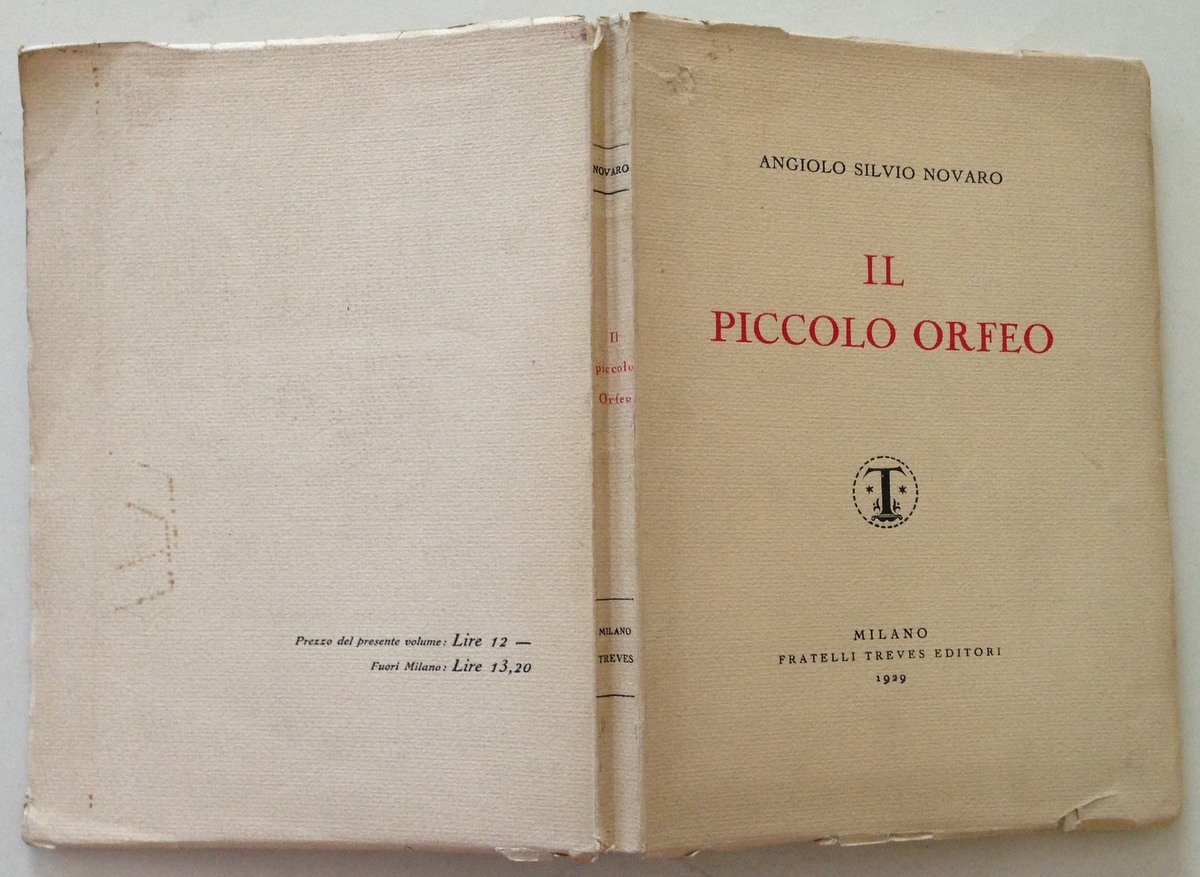 Prezzo del presente volume: Lire 12 —
Fuori Milano: Lire 13,20
NOVARO
Il
piccolo
Orfeo
MILANO
TREVES
ANGIOLO SILVIO NOVARO
IL
PICCOLO ORFEO
T
MILANO
FRATELLI TREVES EDITORI
1929